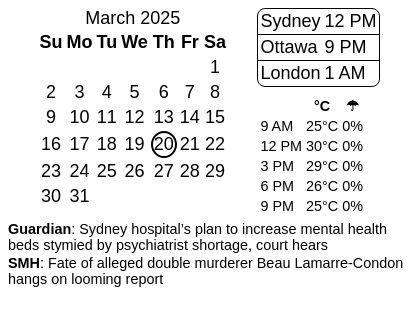 March 2025
Su Mo Tu We Th Fr Sa
1
2 3 4 5 6 7 8
9 10 11 12 13 14 15
16 17 18 19 20 21 22
23 24 25 26 27 28 29
30 31
Sydney 12 PM
Ottawa 9 PM
London 1 AM
°C ☂
9 AM 25°C 0%
12 PM 30°C 0%
3 PM 29°C 0%
6 PM 26°C 0%
9 PM 25°C 0%
Guardian: Sydney hospital’s plan to increase mental health
beds stymied by psychiatrist shortage, court hears
SMH: Fate of alleged double murderer Beau Lamarre-Condon
hangs on looming report